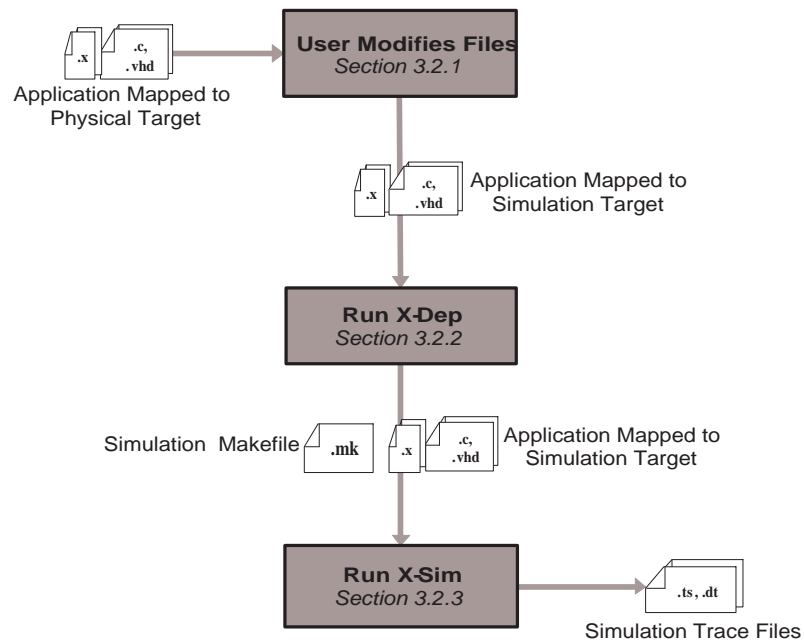 User Modifies Files
Section 3.2.1
.x
.c,
.vhd
Application Mapped to
Physical Target
.x
.c,
.vhd
Application Mapped to
Simulation Target
Run X-Dep
Section 3.2.2
Simulation Makefile
.mk
.x
.c,
.vhd
Application Mapped to
Simulation Target
Run X-Sim
Section 3.2.3
.ts, .dt
Simulation Trace Files